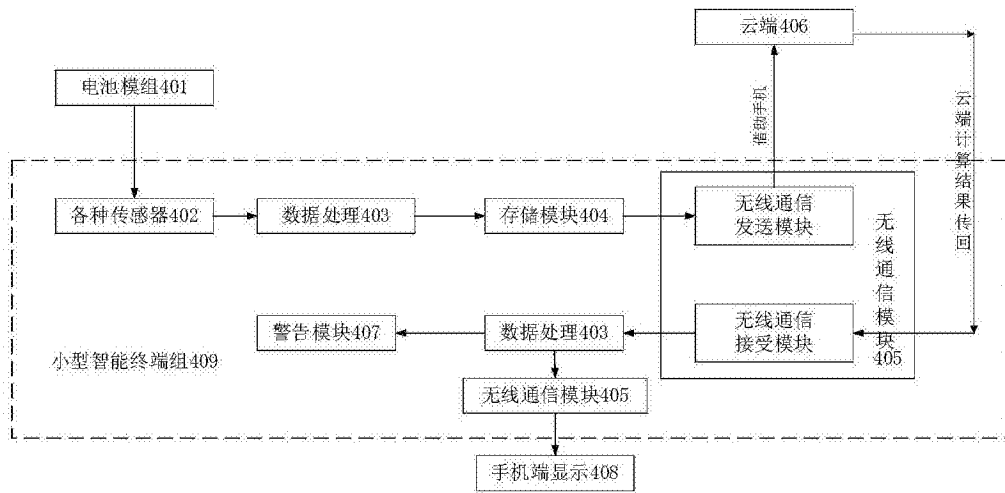 云端406
电池模组401
借助手机
云端计算结果传回
各种传感器402
数据处理403
存储模块404
无线通信
发送模块
无线通信模块
405
警告模块407
数据处理403
无线通信
接受模块
小型智能终端组409
无线通信模块405
手机端显示408